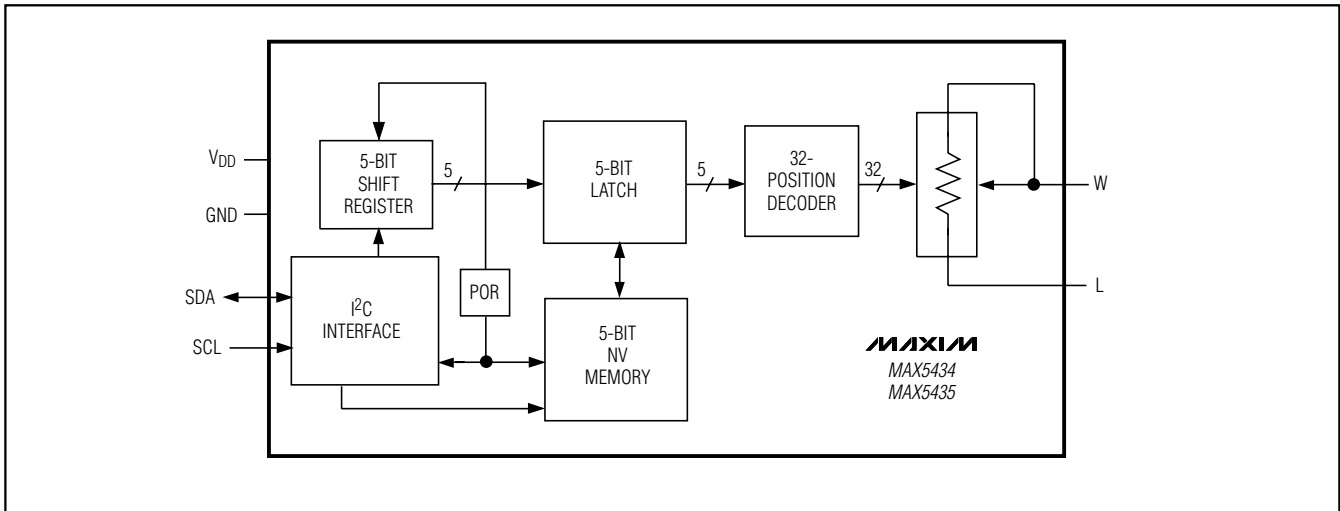 VDD
GND
SDA
SCL
5-BIT
SHIFT
REGISTER
5
I2C
INTERFACE
POR
5-BIT
LATCH
5
5-BIT
NV
MEMORY
32-
POSITION
DECODER
32
W
L
MAXIM
MAX5434
MAX5435